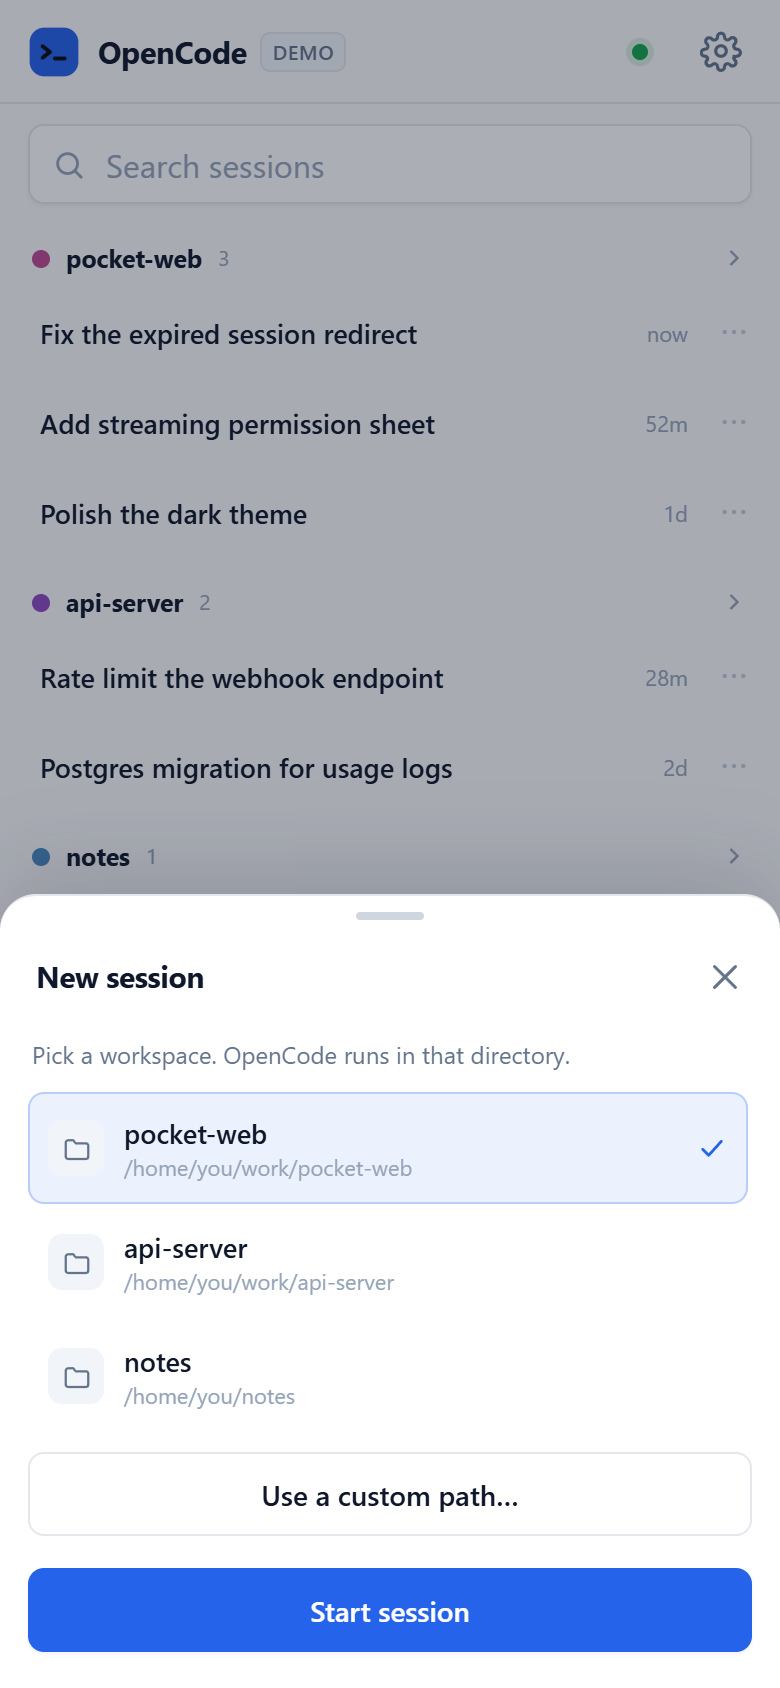 OpenCode DEMO
Search sessions
pocket-web 3
Fix the expired session redirect now
Add streaming permission sheet 52m
Polish the dark theme 1d
api-server 2
Rate limit the webhook endpoint 28m
Postgres migration for usage logs 2d
notes 1
New session
Pick a workspace. OpenCode runs in that directory.
pocket-web
/home/you/work/pocket-web
api-server
/home/you/work/api-server
notes
/home/you/notes
Use a custom path...
Start session